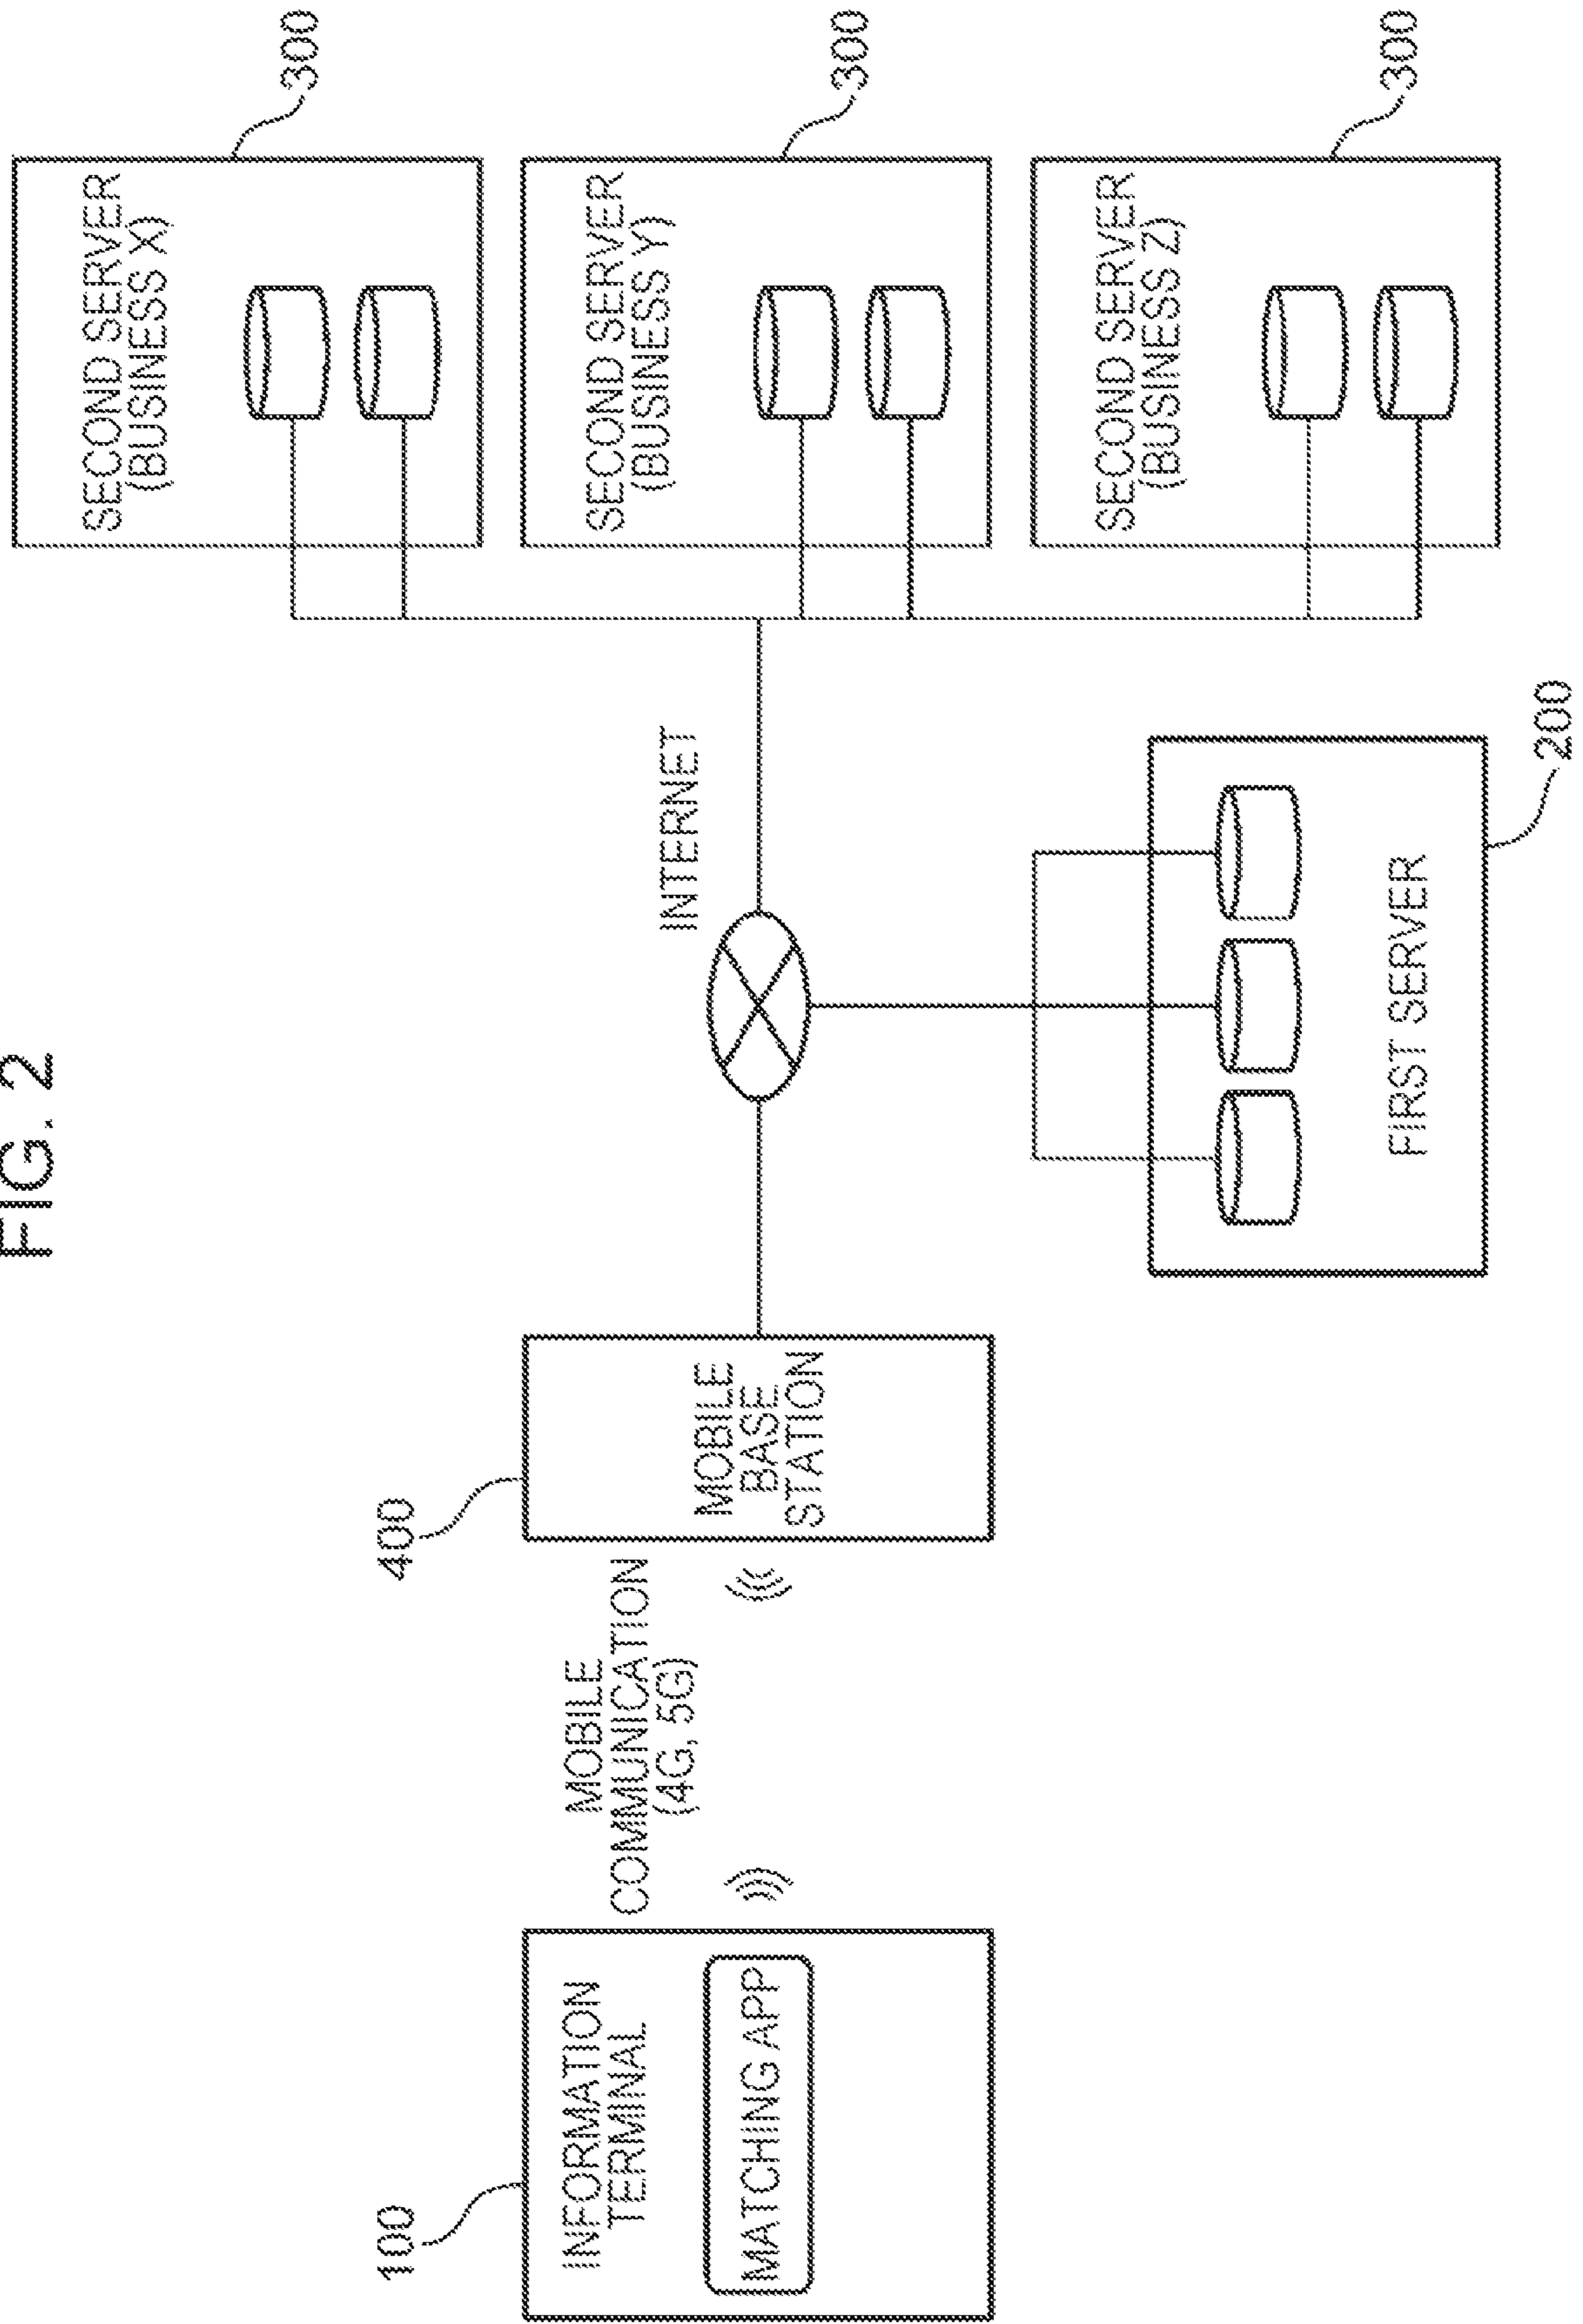 FIG. 2
100
INFORMATION
TERMINAL
MATCHING APP
MOBILE
COMMUNICATION
(4G, 5G)
400
MOBILE
BASE
STATION
INTERNET
FIRST SERVER
200
SECOND SERVER
(BUSINESS X)
300
SECOND SERVER
(BUSINESS Y)
300
SECOND SERVER
(BUSINESS Z)
300